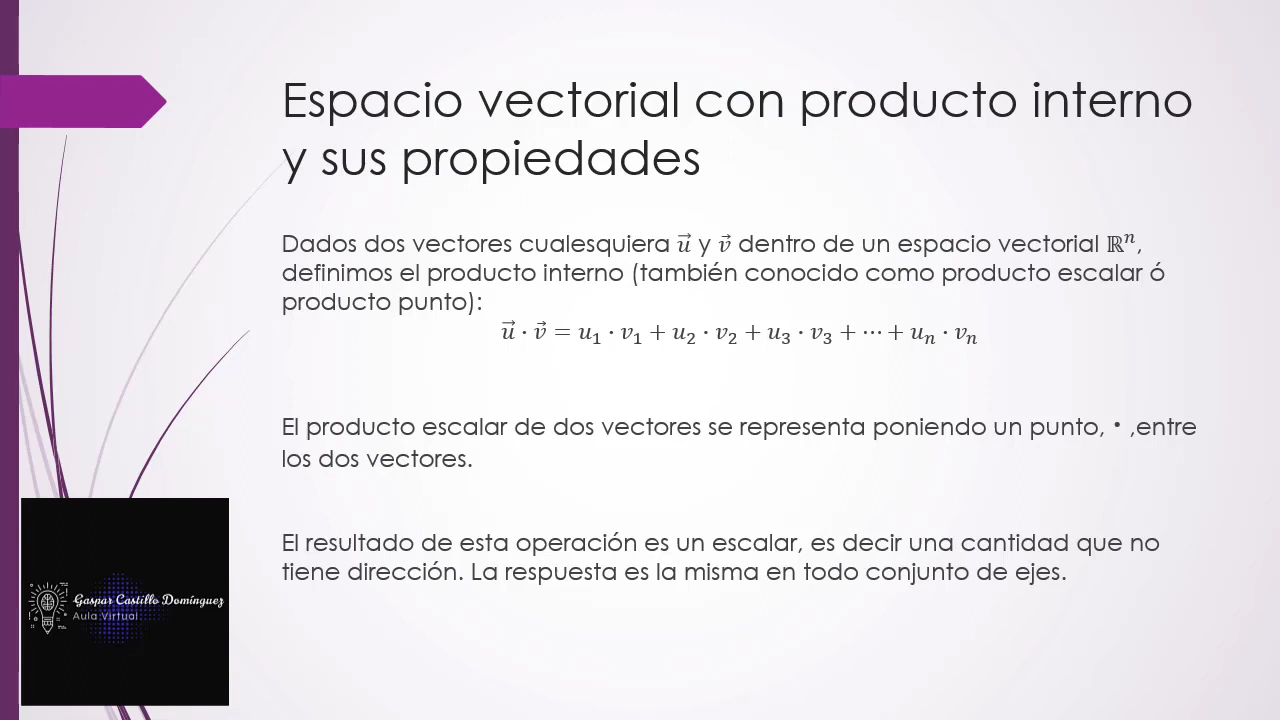 Espacio vectorial con producto interno
y sus propiedades
Dados dos vectores cualesquiera u⃗ y v⃗ dentro de un espacio vectorial ℝⁿ,
definimos el producto interno (también conocido como producto escalar ó
producto punto):
u⃗ · v⃗ = u₁ · v₁ + u₂ · v₂ + u₃ · v₃ + ⋯ + uₙ · vₙ
El producto escalar de dos vectores se representa poniendo un punto, • ,entre
los dos vectores.
El resultado de esta operación es un escalar, es decir una cantidad que no
tiene dirección. La respuesta es la misma en todo conjunto de ejes.
Gaspar Castillo Domínguez
Aula Virtual